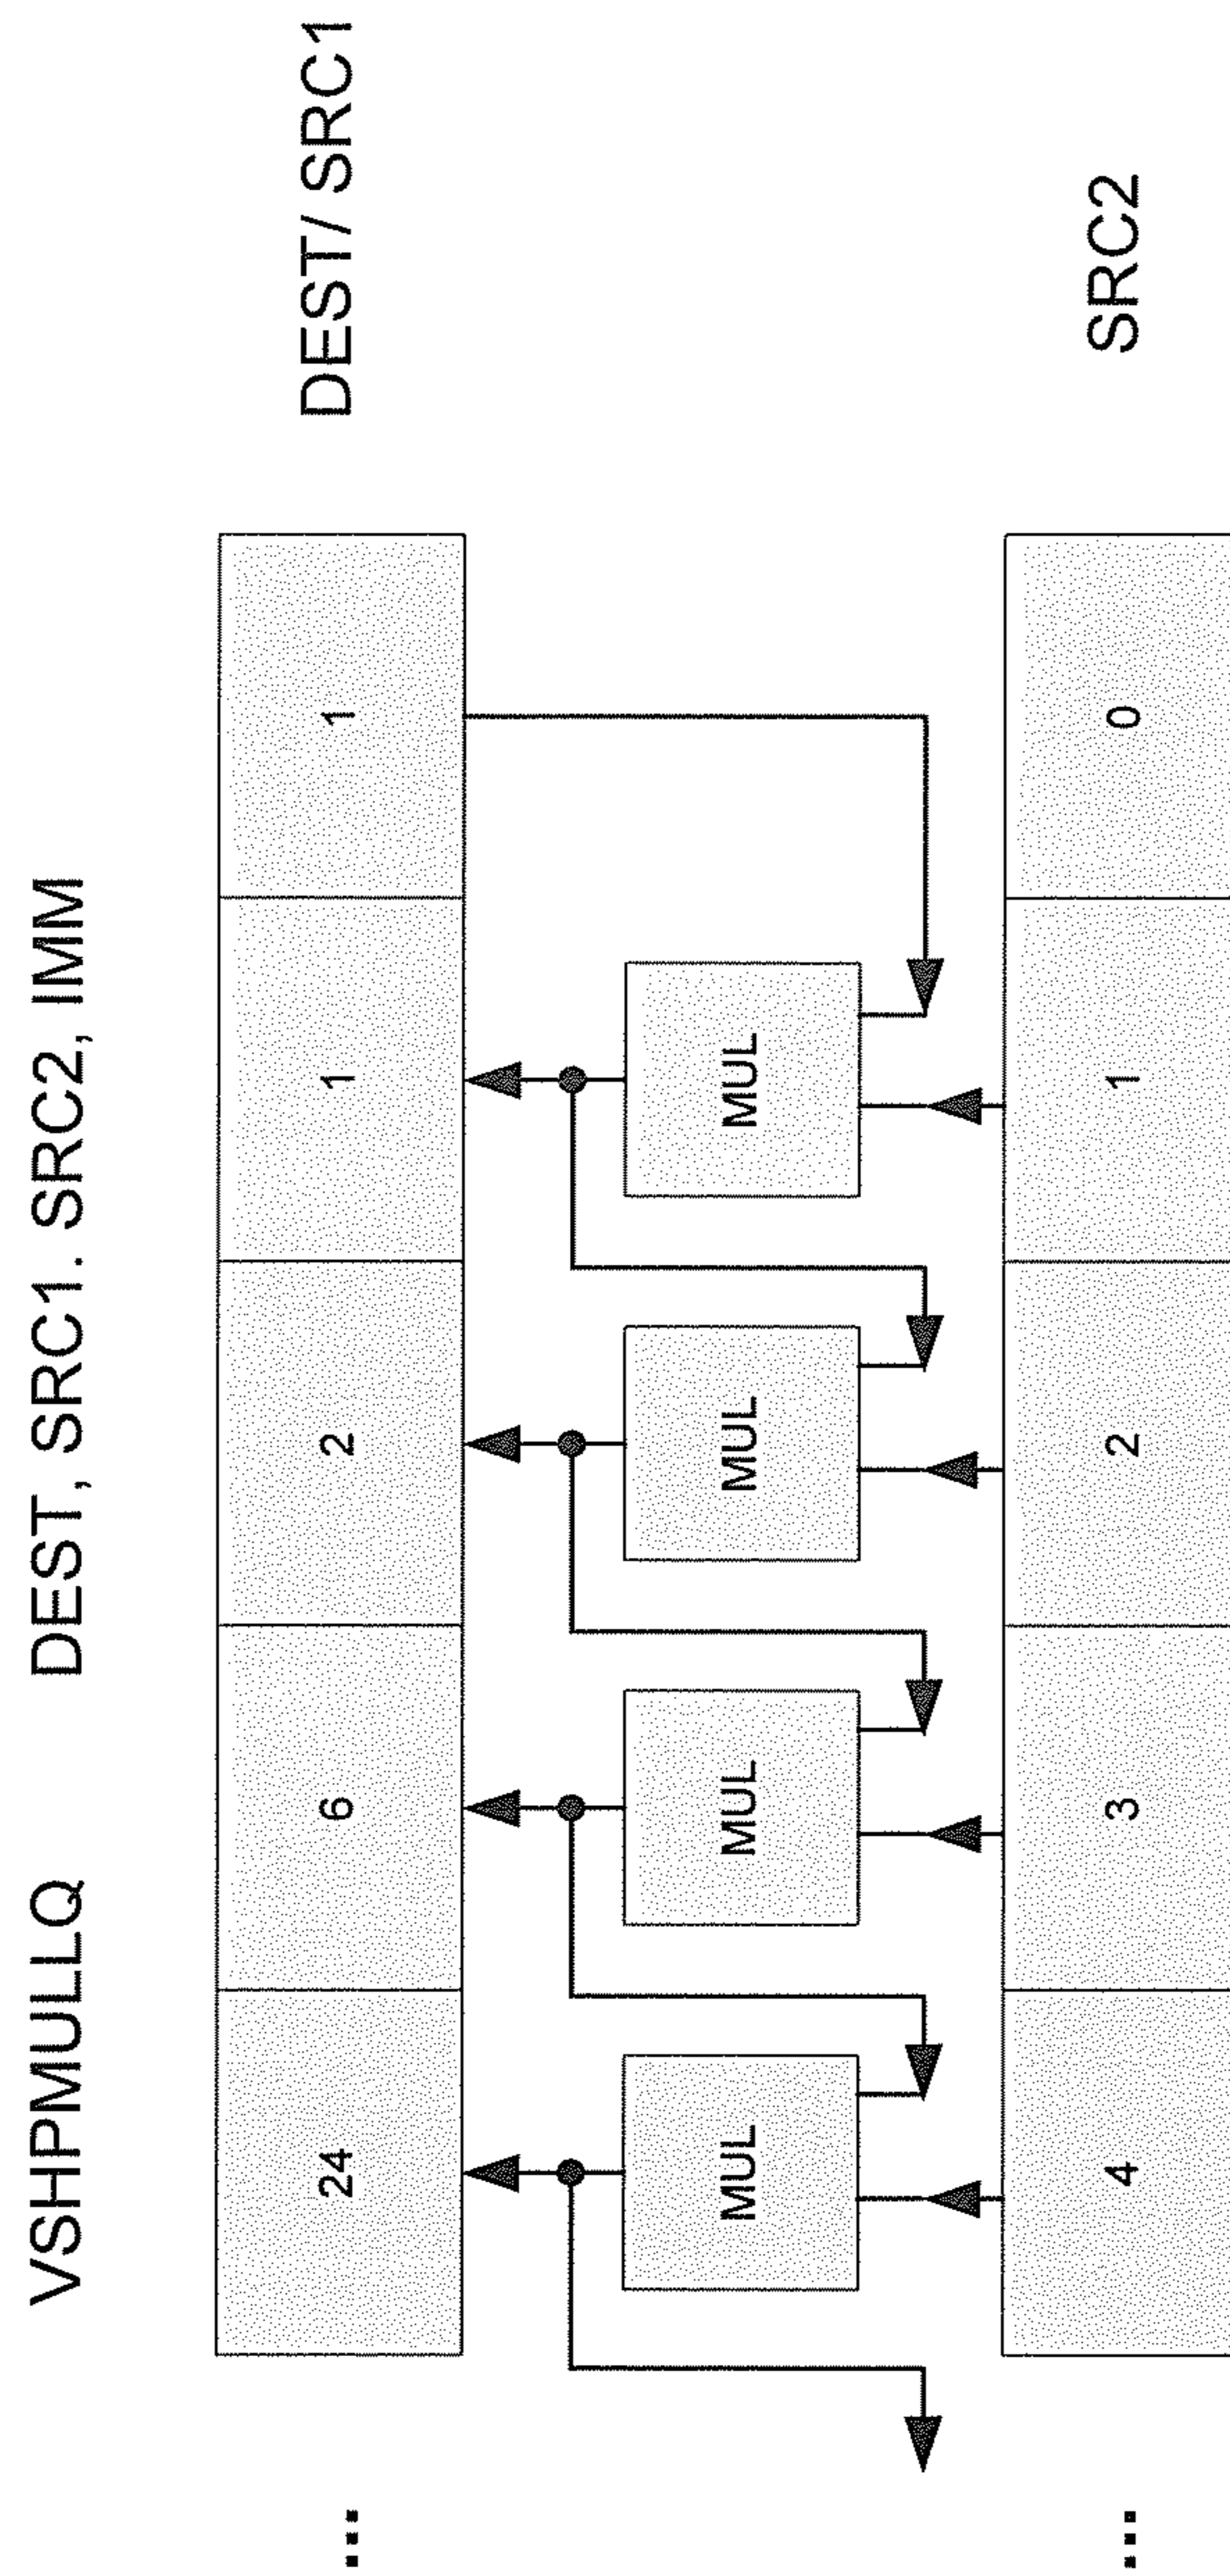 VSHPMULLQ DEST, SRC1. SRC2, IMM
... 24 6 2 1 1 DEST/ SRC1
MUL MUL MUL MUL
... 4 3 2 1 0 SRC2